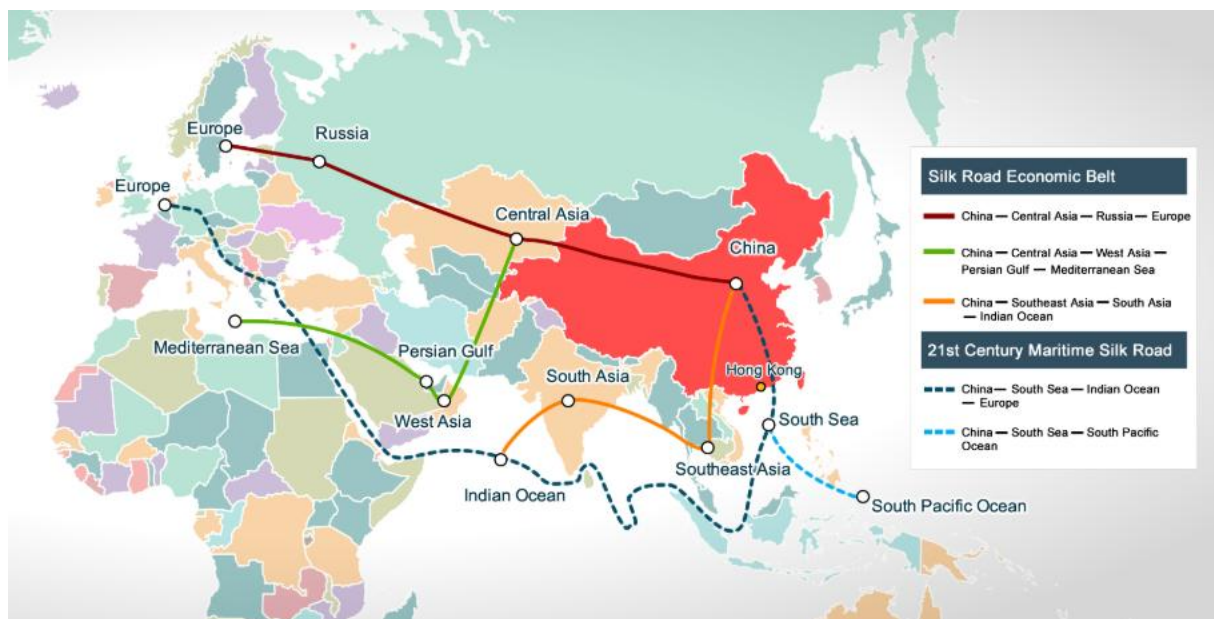 Europe
Russia
Europe
Central Asia
China
Mediterranean Sea
Persian Gulf
West Asia
South Asia
Hong Kong
South Sea
Southeast Asia
Indian Ocean
South Pacific Ocean
Silk Road Economic Belt
China — Central Asia — Russia — Europe
China — Central Asia — West Asia —
Persian Gulf — Mediterranean Sea
China — Southeast Asia — South Asia
— Indian Ocean
21st Century Maritime Silk Road
China— South Sea — Indian Ocean
— Europe
China — South Sea — South Pacific
Ocean